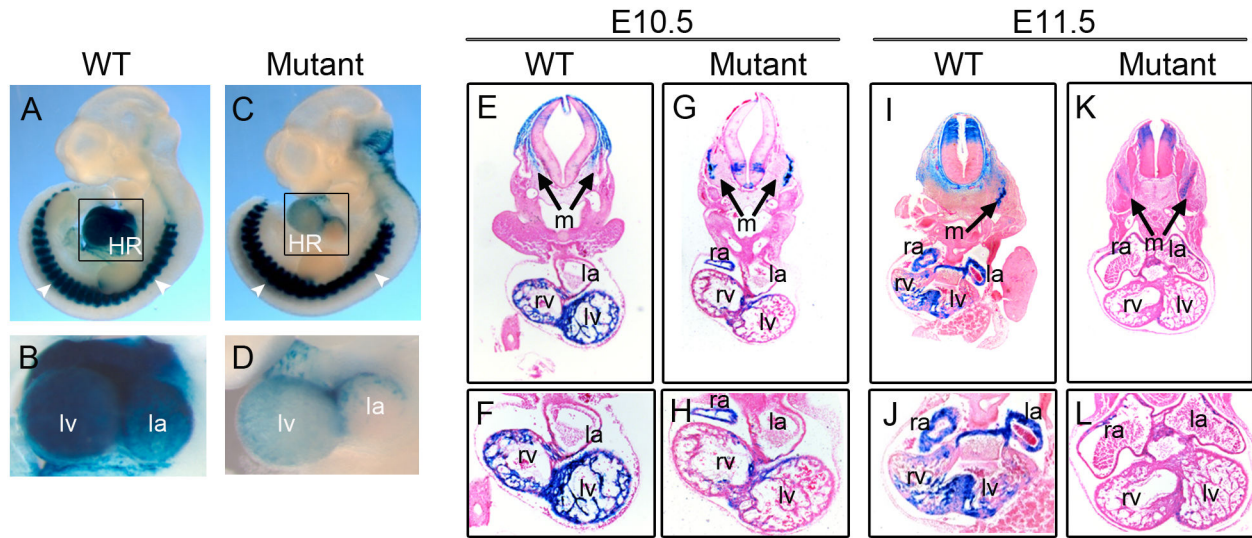 E10.5 E11.5
WT Mutant WT Mutant WT Mutant
A HR
C HR
B lv la
D lv la
E m la rv lv
F la rv lv
G m ra la rv lv
H ra la rv lv
I m ra la rv lv
J ra la rv lv
K ra m la rv lv
L ra la rv lv